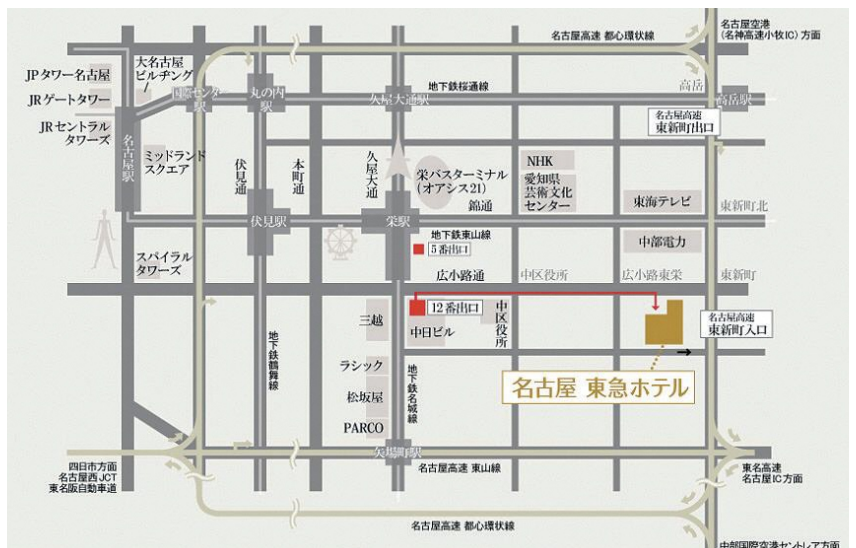 名古屋高速 都心環状線
名古屋空港
(名神高速小牧IC) 方面
JPタワー名古屋
大名古屋
ビルヂング
JRゲートタワー
JRセントラル
タワーズ
国際センター
駅
丸の内
駅
地下鉄桜通線
久屋大通駅
高岳
高岳駅
名古屋高速
東新町出口
名古屋駅
ミッドランド
スクエア
伏見通
本町通
久屋大通
栄バスターミナル
(オアシス21)
錦通
NHK
愛知県
芸術文化
センター
東海テレビ
東新町北
伏見駅
栄駅
地下鉄東山線
5番出口
中部電力
スパイラル
タワーズ
広小路通
中区役所
広小路東栄
東新町
12番出口
三越
中日ビル
中区役所
名古屋高速
東新町入口
地下鉄鶴舞線
ラシック
地下鉄名城線
松坂屋
名古屋 東急ホテル
PARCO
矢場町駅
四日市方面
名古屋西JCT
東名阪自動車道
名古屋高速 東山線
東名高速
名古屋IC方面
名古屋高速 都心環状線
中部国際空港セントレア方面